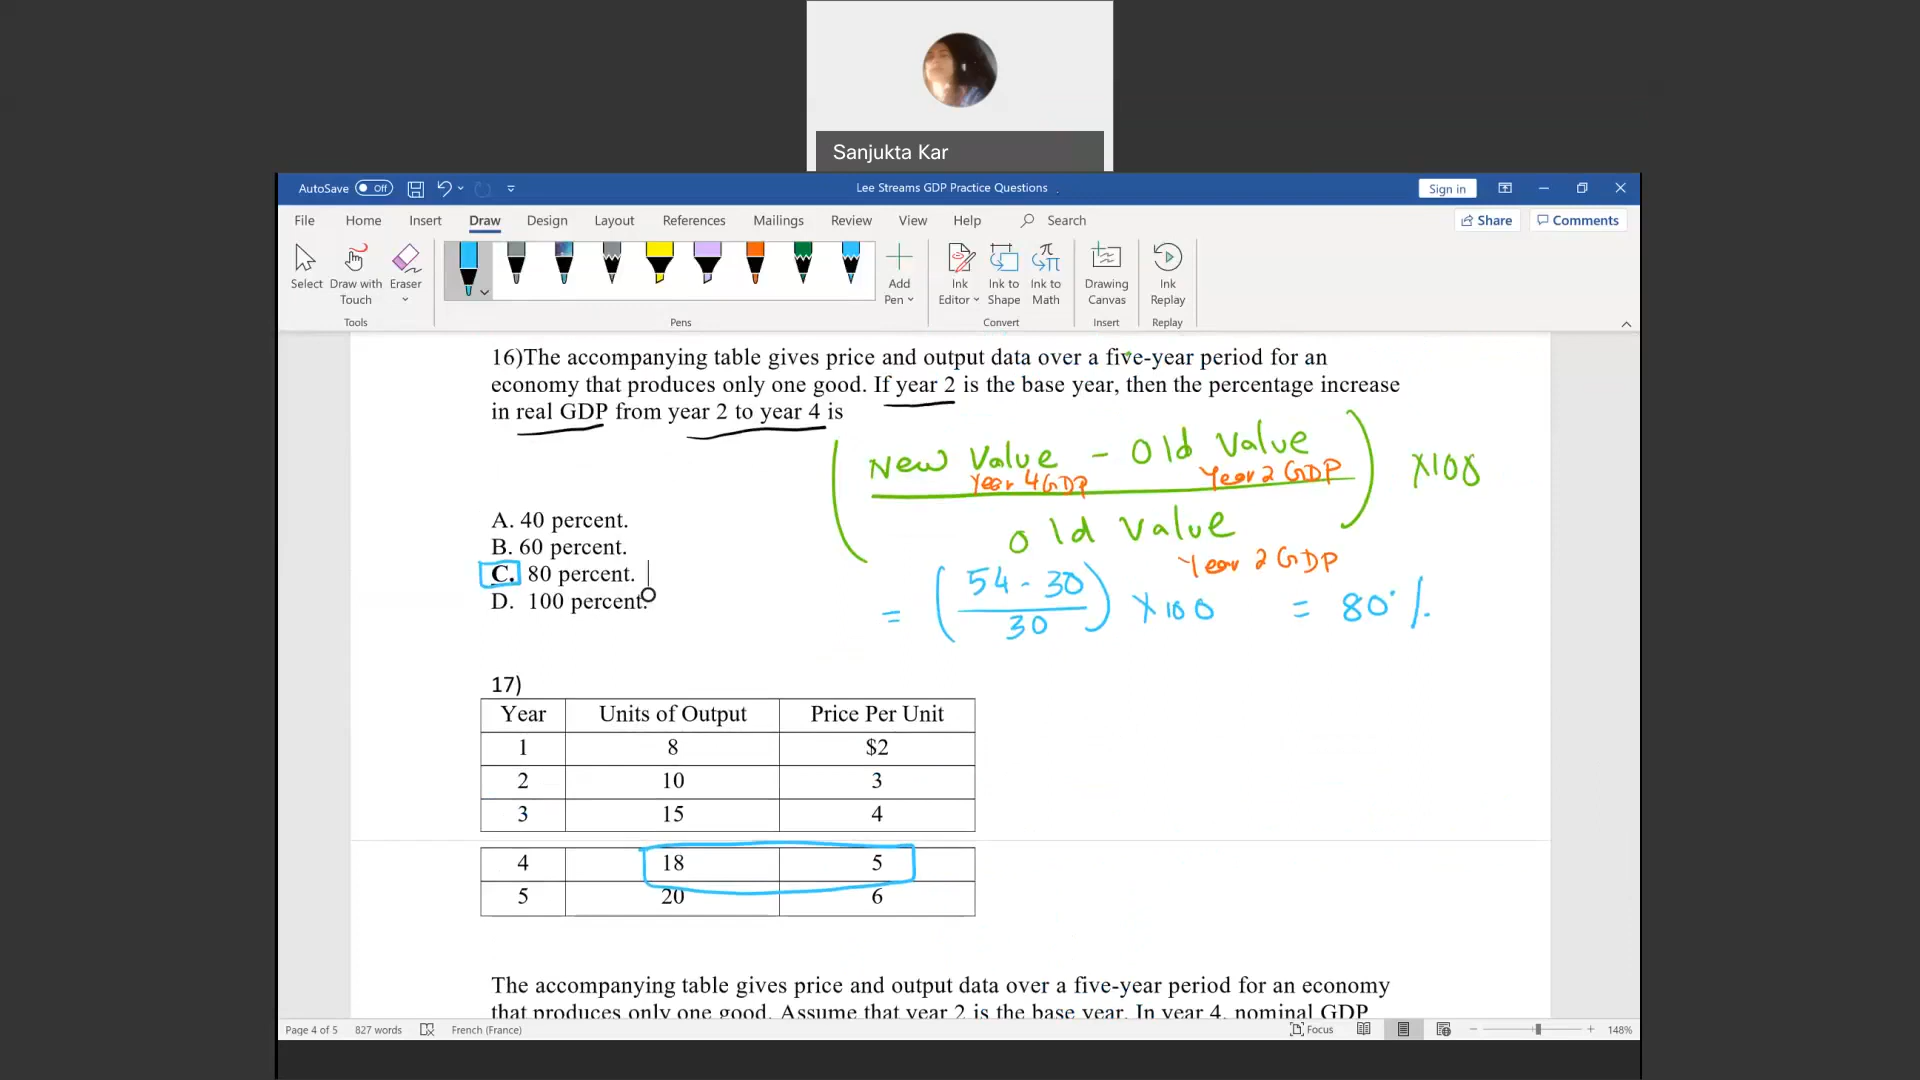 Sanjukta Kar
AutoSave Off
Lee Streams GDP Practice Questions
Sign in
File Home Insert Draw Design Layout References Mailings Review View Help Search
Share Comments
Select Draw with Touch Eraser
Add Pen
Ink Editor Ink to Shape Ink to Math
Drawing Canvas
Ink Replay
Tools Pens Convert Insert Replay
16)The accompanying table gives price and output data over a five-year period for an
economy that produces only one good. If year 2 is the base year, then the percentage increase
in real GDP from year 2 to year 4 is
(New Value - Old Value) X100
Year 4 GDP Year 2 GDP
Old Value
Year 2 GDP
A. 40 percent.
B. 60 percent.
C. 80 percent.
D. 100 percent.
= (54 - 30) X100 = 80%
30
17)
Year Units of Output Price Per Unit
1 8 $2
2 10 3
3 15 4
4 18 5
5 20 6
The accompanying table gives price and output data over a five-year period for an economy
that produces only one good. Assume that year 2 is the base year. In year 4, nominal GDP
Page 4 of 5 827 words French (France) Focus 148%